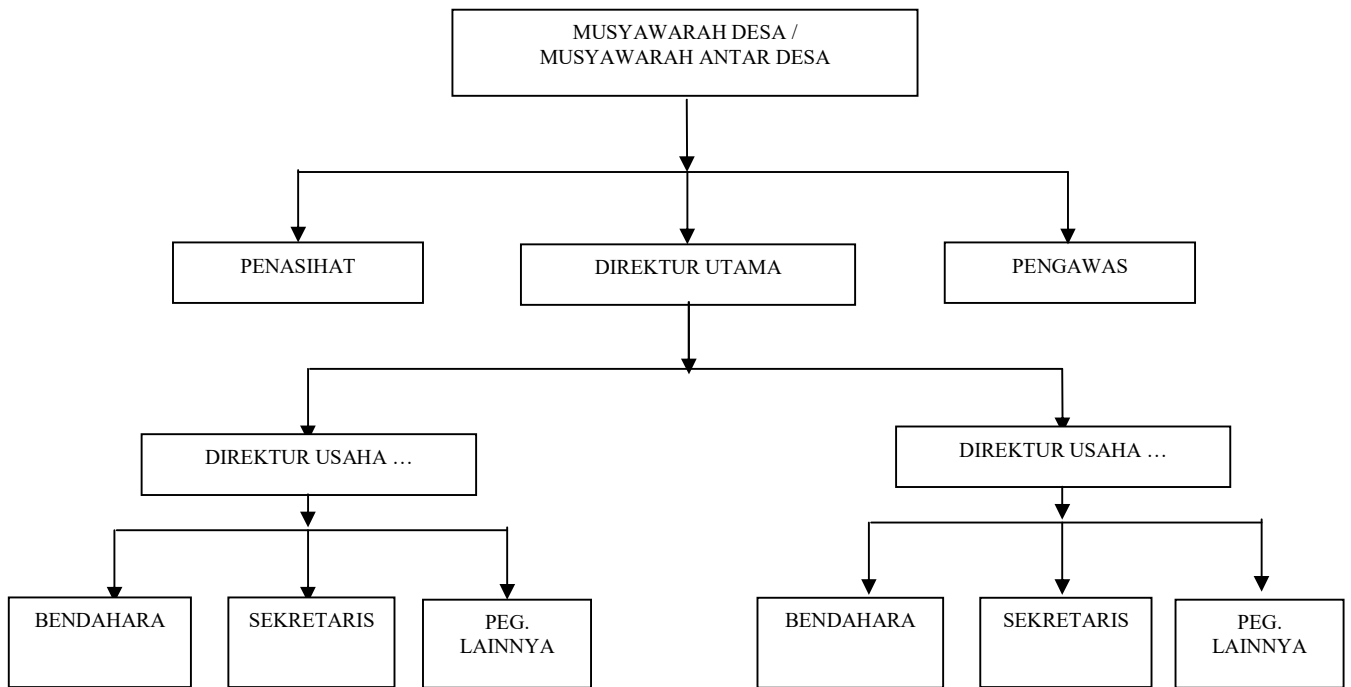 MUSYAWARAH DESA /
MUSYAWARAH ANTAR DESA
PENASIHAT
DIREKTUR UTAMA
PENGAWAS
DIREKTUR USAHA …
DIREKTUR USAHA …
BENDAHARA
SEKRETARIS
PEG.
LAINNYA
BENDAHARA
SEKRETARIS
PEG.
LAINNYA